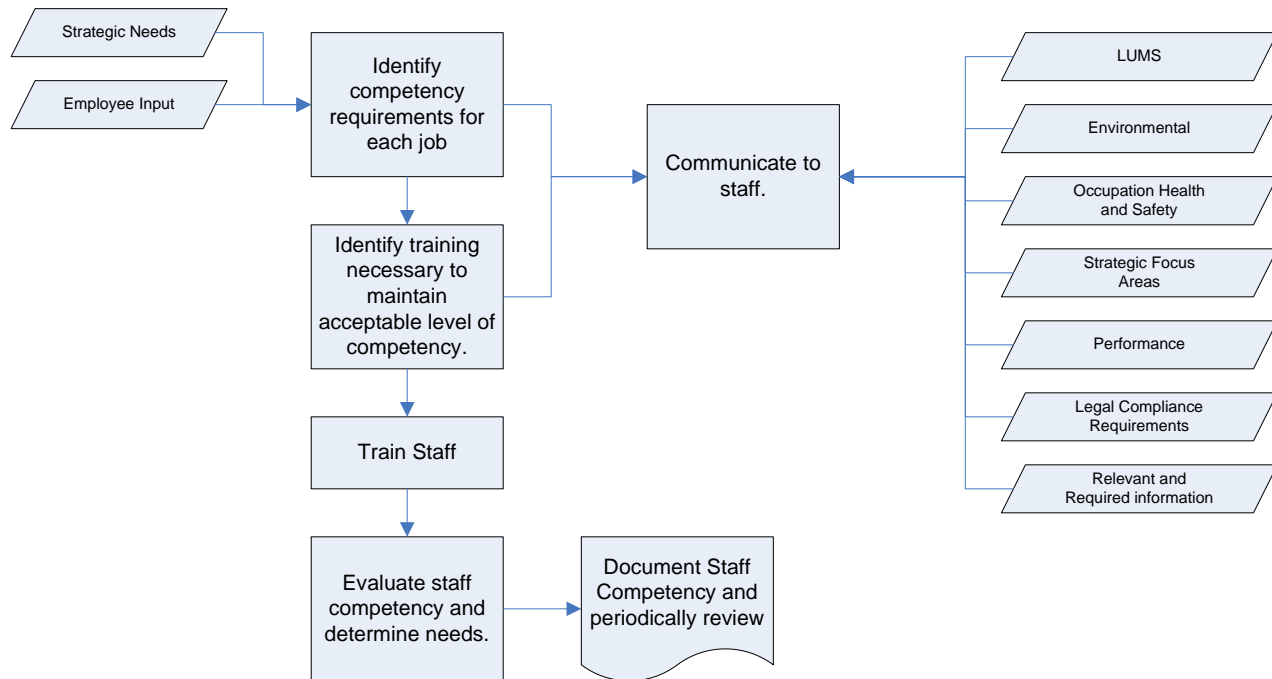 Strategic Needs
Employee Input
Identify
competency
requirements for
each job
Identify training
necessary to
maintain
acceptable level of
competency.
Train Staff
Evaluate staff
competency and
determine needs.
Document Staff
Competency and
periodically review
Communicate to
staff.
LUMS
Environmental
Occupation Health
and Safety
Strategic Focus
Areas
Performance
Legal Compliance
Requirements
Relevant and
Required information